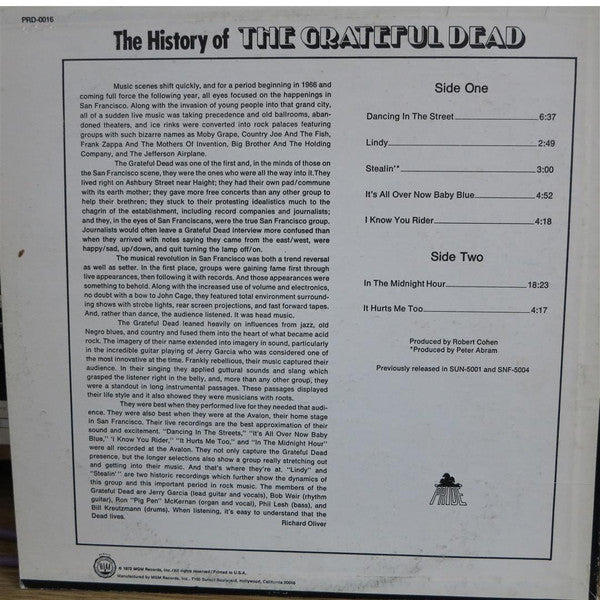 PRD-0016
The History of THE GRATEFUL DEAD
Music scenes shift quickly, and for a period beginning in 1966 and
coming full force the following year, all eyes focused on the happenings in
San Francisco. Along with the invasion of young people into that grand city,
all of a sudden live music was taking precedence and old ballrooms, aban-
doned theaters, and ice rinks were converted into rock palaces featuring
groups with such bizarre names as Moby Grape, Country Joe And The Fish,
Frank Zappa And The Mothers Of Invention, Big Brother And The Holding
Company, and The Jefferson Airplane.
The Grateful Dead was one of the first and, in the minds of those on
the San Francisco scene, they were the ones who were all the way into it. They
lived right on Ashbury Street near Haight; they had their own pad/commune
with its earth mother; they gave more free concerts than any other group to
help their brethren; they stuck to their protesting idealistics much to the
chagrin of the establishment, including record companies and journalists;
and they, in the eyes of San Franciscans, were the true San Francisco group.
Journalists would often leave a Grateful Dead interview more confused than
when they arrived with notes saying they came from the east/west, were
happy/sad, up/down, and quit turning the lamp off/on.
The musical revolution in San Francisco was both a trend reversal
as well as setter. In the first place, groups were gaining fame first through
live appearances, then following it with records. And those appearances were
something to behold. Along with the increased use of volume and electronics,
no doubt with a bow to John Cage, they featured total environment surround-
ing shows with strobe lights, rear screen projections, and fast forward tapes.
And, rather than dance, the audience listened. It was head music.
The Grateful Dead leaned heavily on influences from jazz, old
Negro blues, and country and fused them into the heart of what became acid
rock. The imagery of their name extended into imagery in sound, particularly
in the incredible guitar playing of Jerry Garcia who was considered one of
the most innovative at the time. Frankly rebellious, their music captured their
audience. In their singing they applied guttural sounds and slang which
grasped the listener right in the belly, and, more than any other group, they
were a standout in long instrumental passages. These passages displayed
their life style and it also showed they were musicians with roots.
They were best when they performed live for they needed that audi-
ence. They were also best when they were at the Avalon, their home stage
in San Francisco. Their live recordings are the best approximation of their
sound and excitement. "Dancing In The Streets," "It's All Over Now Baby
Blue," 'I Know You Rider," "It Hurts Me Too," and "In The Midnight Hour"
were all recorded at the Avalon. They not only capture the Grateful Dead
presence, but the longer selections also show a group really stretching out
and getting into their music. And that's where they're at. "Lindy" and
"Stealin'" are two historic recordings which further show the dynamics of
this group and this important period in rock music. The members of the
Grateful Dead are Jerry Garcia (lead guitar and vocals), Bob Weir (rhythm
guitar), Ron "Pig Pen" McKernan (organ and vocal), Phil Lesh (bass), and
Bill Kreutzmann (drums). When listening, it's easy to understand that the
Dead lives.
Richard Oliver
Side One
Dancing In The Street 6:37
Lindy 2:49
Stealin'* 3:00
It's All Over Now Baby Blue 4:52
I Know You Rider 4:18
Side Two
In The Midnight Hour 18:23
It Hurts Me Too 4:17
Produced by Robert Cohen
*Produced by Peter Abram
Previously released in SUN-5001 and SNF-5004
PRIDE
MGM
© 1972 MGM Records, Inc./All rights reserved/Printed in U.S.A.
Manufactured by MGM Records, Inc., 7165 Sunset Boulevard, Hollywood, California 90046